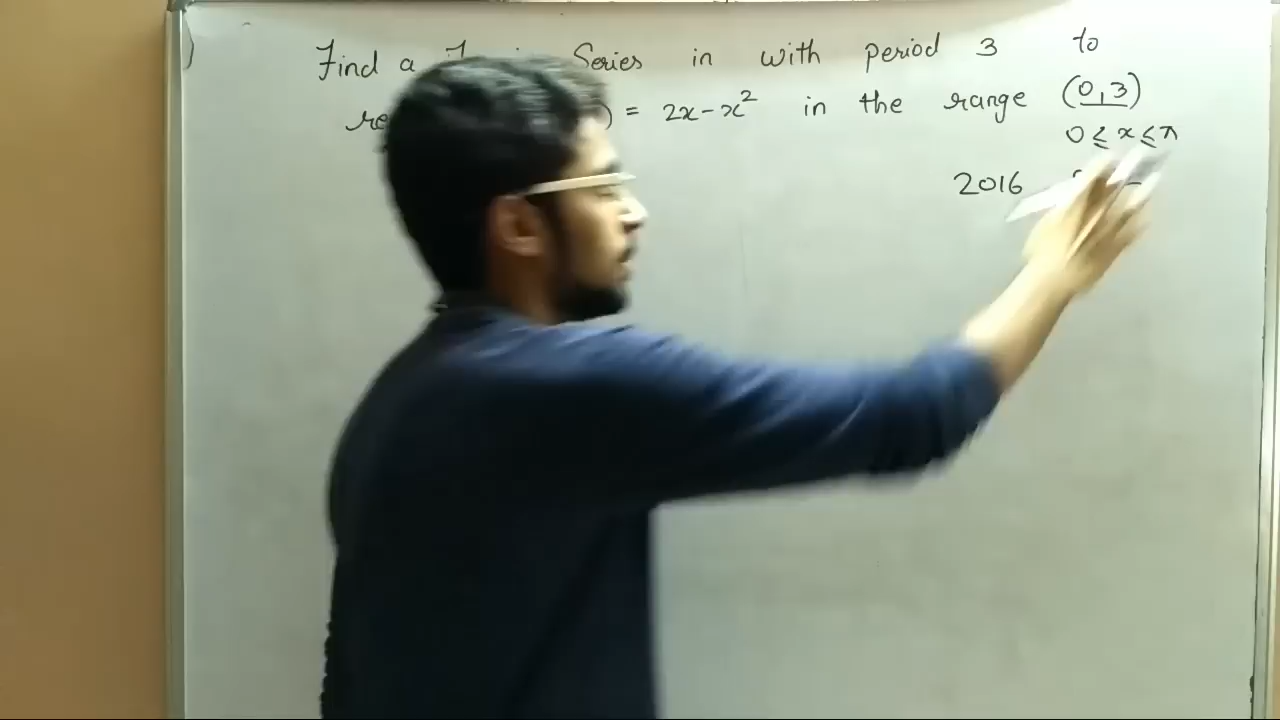 ) Find a Series in with period 3 to
) = 2x-x² in the range (0,3)
0 ≤ x ≤ π
2016